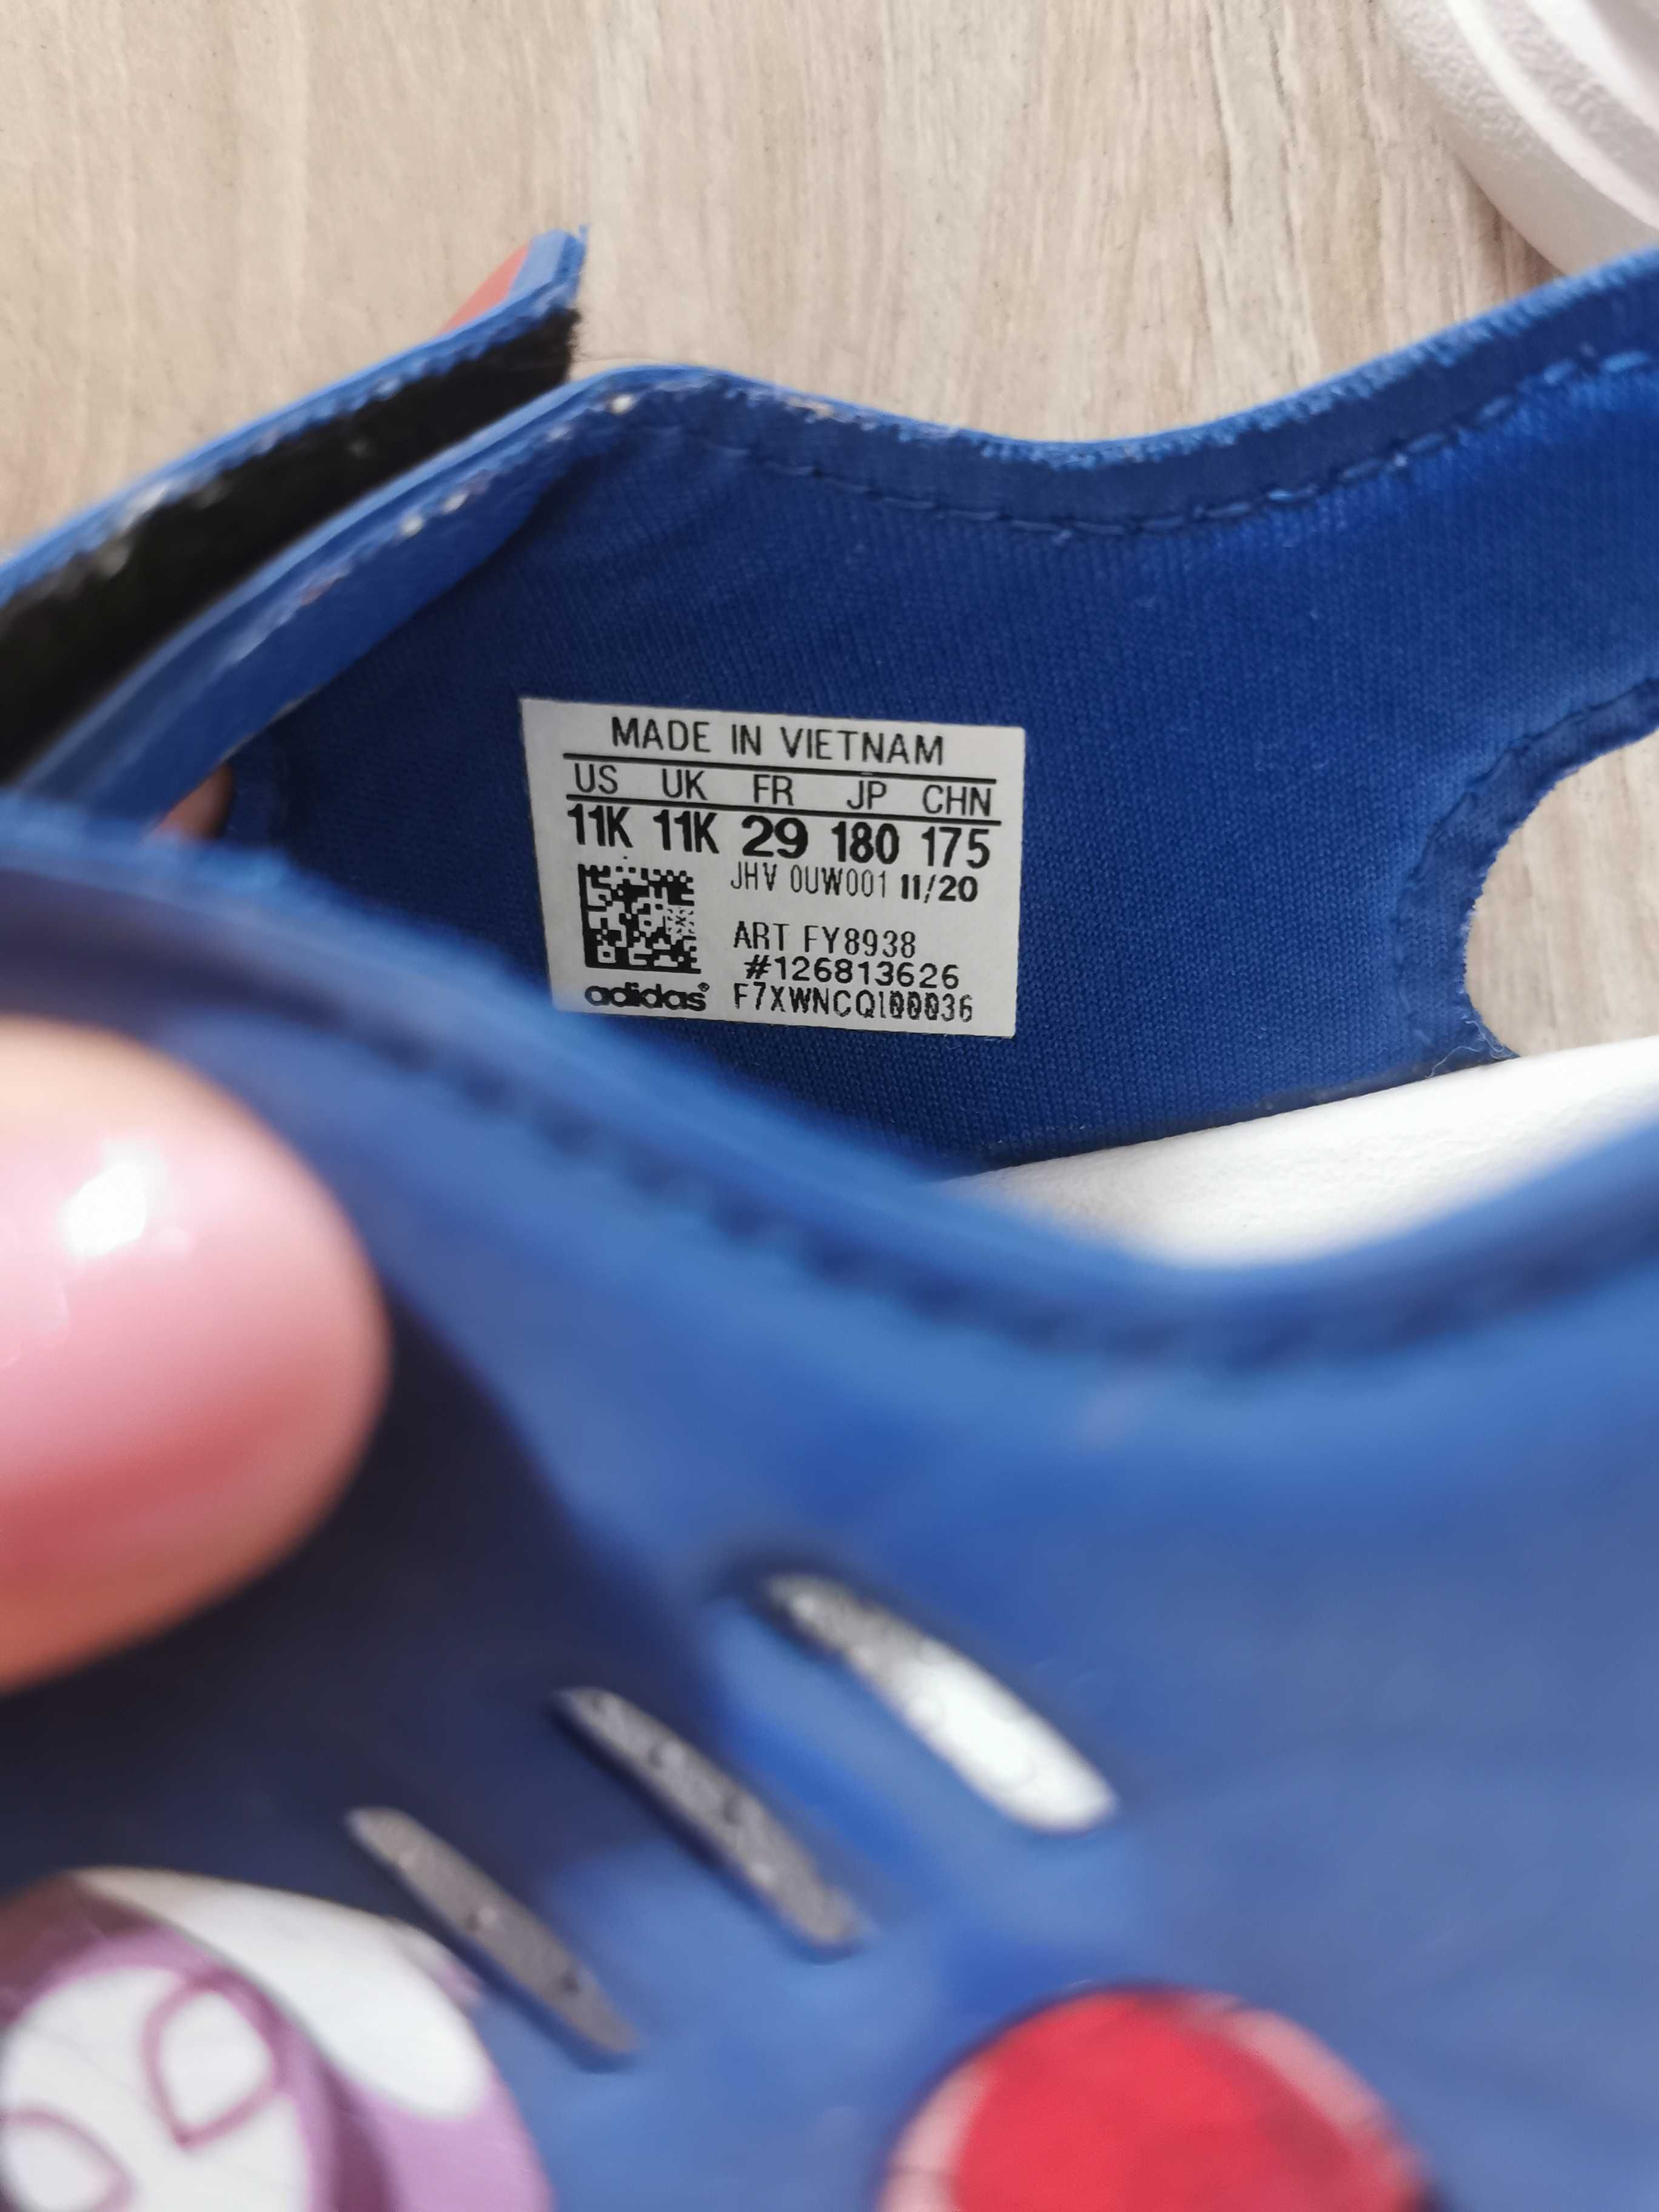 MADE IN VIETNAM
US UK FR JP CHN
11K 11K 29 180 175
JHV 0UW001 11/20
ART FY8938
#126813626
adidas® F7XWNCQ100036